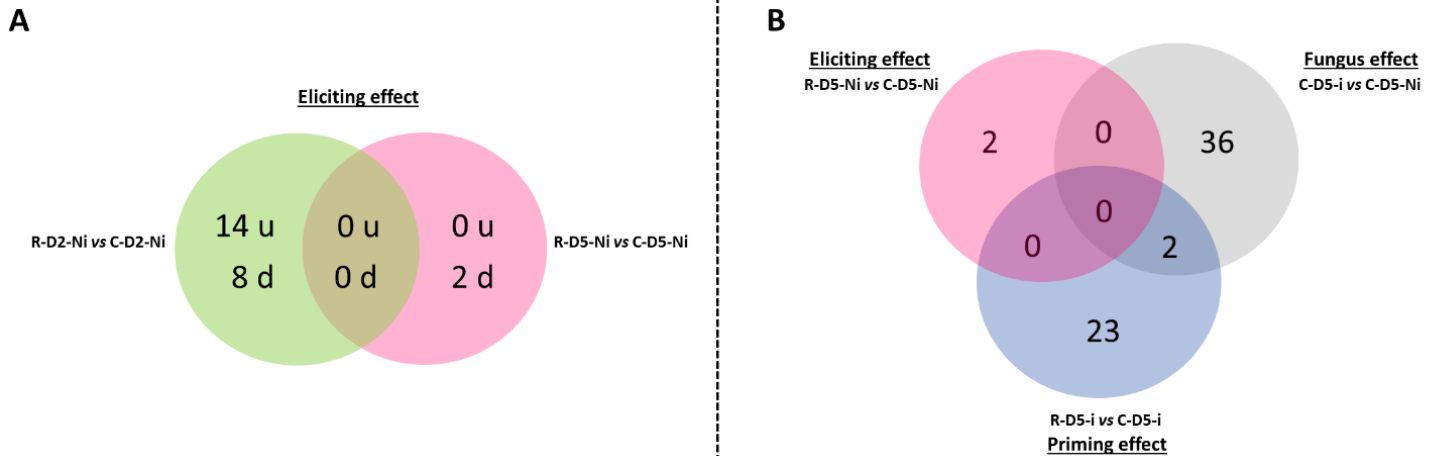 A
Eliciting effect
R-D2-Ni vs C-D2-Ni
14 u
8 d
0 u
0 d
0 u
2 d
R-D5-Ni vs C-D5-Ni
B
Eliciting effect
R-D5-Ni vs C-D5-Ni
Fungus effect
C-D5-i vs C-D5-Ni
2
0
36
0
0
2
23
R-D5-i vs C-D5-i
Priming effect